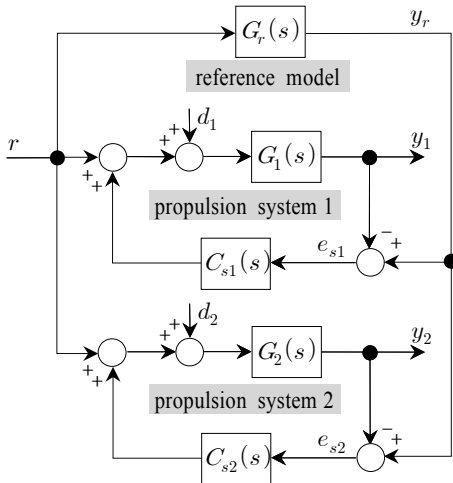 G_r(s)
y_r
reference model
r
d_1
+
+
+
+
G_1(s)
y_1
propulsion system 1
C_{s1}(s)
e_{s1}
−
+
d_2
+
+
+
+
G_2(s)
y_2
propulsion system 2
C_{s2}(s)
e_{s2}
−
+